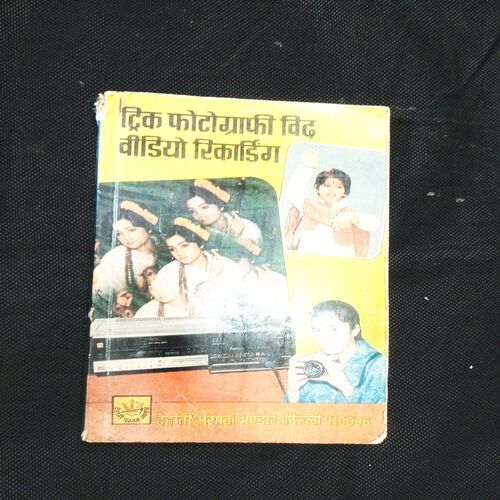 ट्रिक फोटोग्राफी विद
वीडियो रिकार्डिंग
देहाती पुस्तक भण्डार दिल्ली-110006